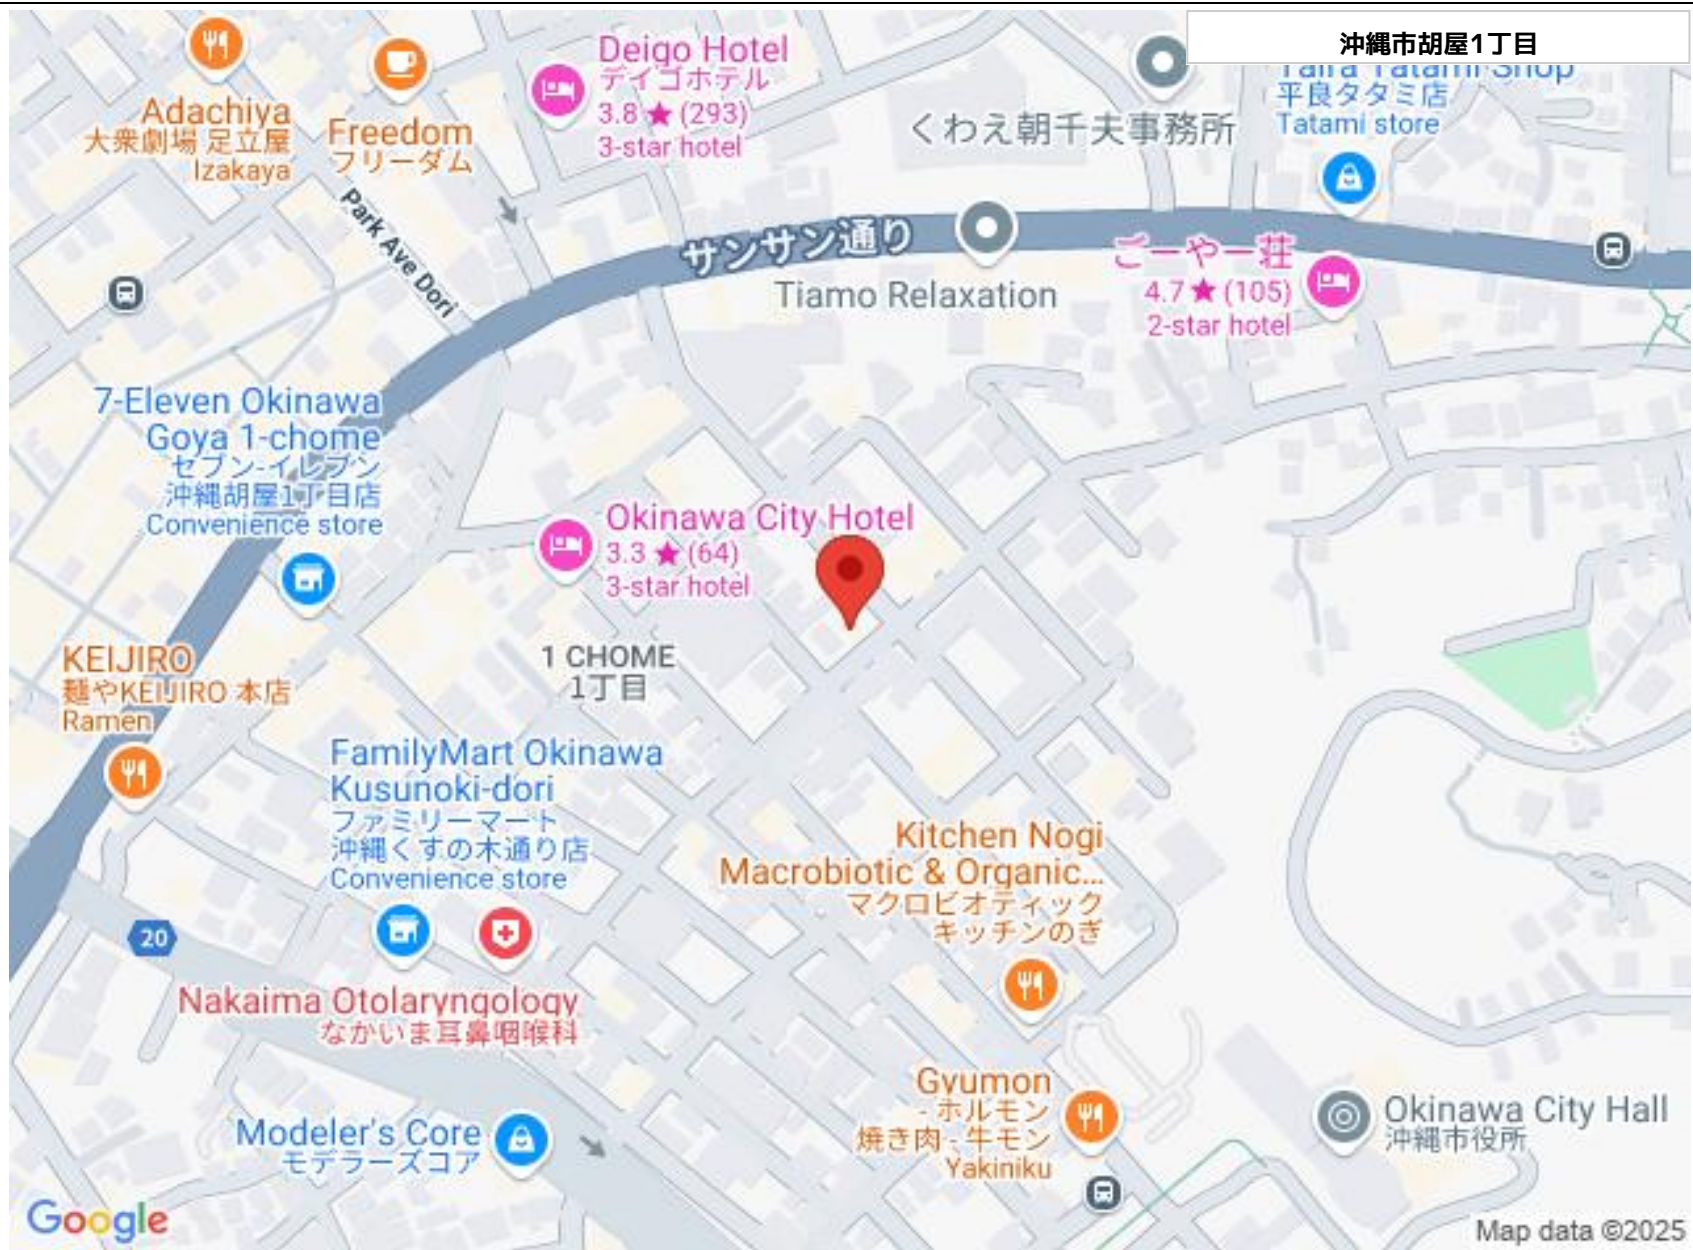 沖縄市胡屋1丁目
Deigo Hotel
デイゴホテル
3.8 ★ (293)
3-star hotel
Taira Tatami Shop
平良タタミ店
Tatami store
Adachiya
大衆劇場 足立屋
Izakaya
Freedom
フリーダム
くわえ朝千夫事務所
Park Ave Dori
サンサン通り
Tiamo Relaxation
ごーやー荘
4.7 ★ (105)
2-star hotel
7-Eleven Okinawa
Goya 1-chome
セブン-イレブン
沖縄胡屋1丁目店
Convenience store
Okinawa City Hotel
3.3 ★ (64)
3-star hotel
1 CHOME
1丁目
KEIJIRO
麺やKEIJIRO 本店
Ramen
FamilyMart Okinawa
Kusunoki-dori
ファミリーマート
沖縄くすの木通り店
Convenience store
Kitchen Nogi
Macrobiotic & Organic...
マクロビオティック
キッチンのぎ
20
Nakaima Otolaryngology
なかいま耳鼻咽喉科
Gyumon
- ホルモン
焼き肉 - 牛モン
Yakiniku
Modeler's Core
モデラーズコア
Okinawa City Hall
沖縄市役所
Google
Map data ©2025